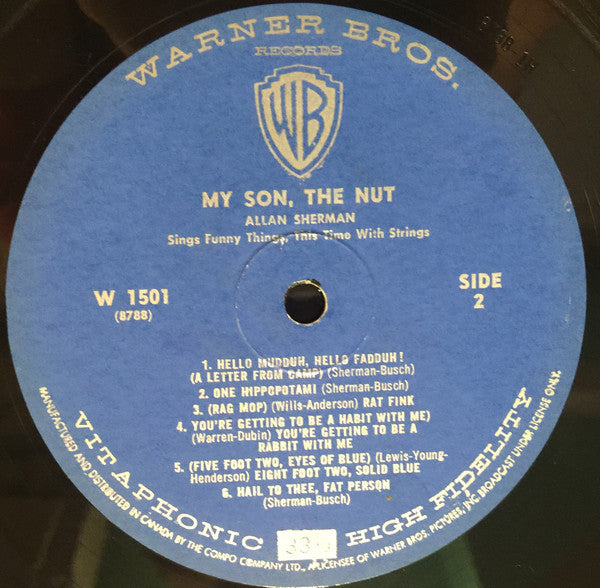 WARNER BROS.
RECORDS
WB
MY SON, THE NUT
ALLAN SHERMAN
Sings Funny Things, This Time With Strings
W 1501
(8788)
SIDE
2
1. HELLO MUDDUH, HELLO FADDUH!
(A LETTER FROM CAMP) (Sherman-Busch)
2. ONE HIPPOPOTAMI (Sherman-Busch)
3. (RAG MOP) (Wills-Anderson) RAT FINK
4. YOU'RE GETTING TO BE A HABIT WITH ME)
(Warren-Dubin) YOU'RE GETTING TO BE A
RABBIT WITH ME
5. (FIVE FOOT TWO, EYES OF BLUE) (Lewis-Young-
Henderson) EIGHT FOOT TWO, SOLID BLUE
6. HAIL TO THEE, FAT PERSON
(Sherman-Busch)
VITAPHONIC HIGH FIDELITY
33⅓
MANUFACTURED AND DISTRIBUTED IN CANADA BY THE COMPO COMPANY LTD., A LICENSEE OF WARNER BROS. PICTURES, INC. BROADCAST UNDER LICENSE ONLY.